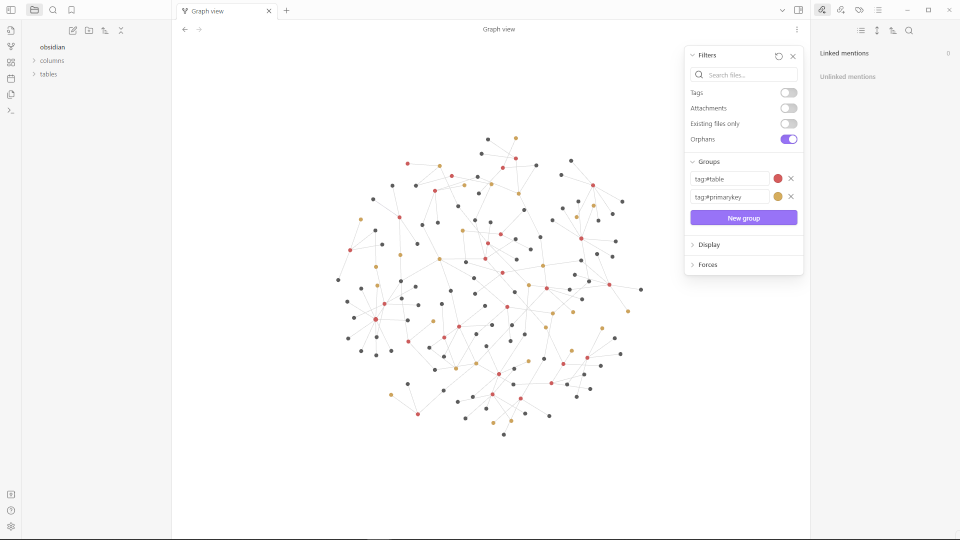 Graph view
Graph view
obsidian
columns
tables
Filters
Search files...
Tags
Attachments
Existing files only
Orphans
Groups
tag:#table
tag:#primarykey
New group
Display
Forces
Linked mentions
0
Unlinked mentions